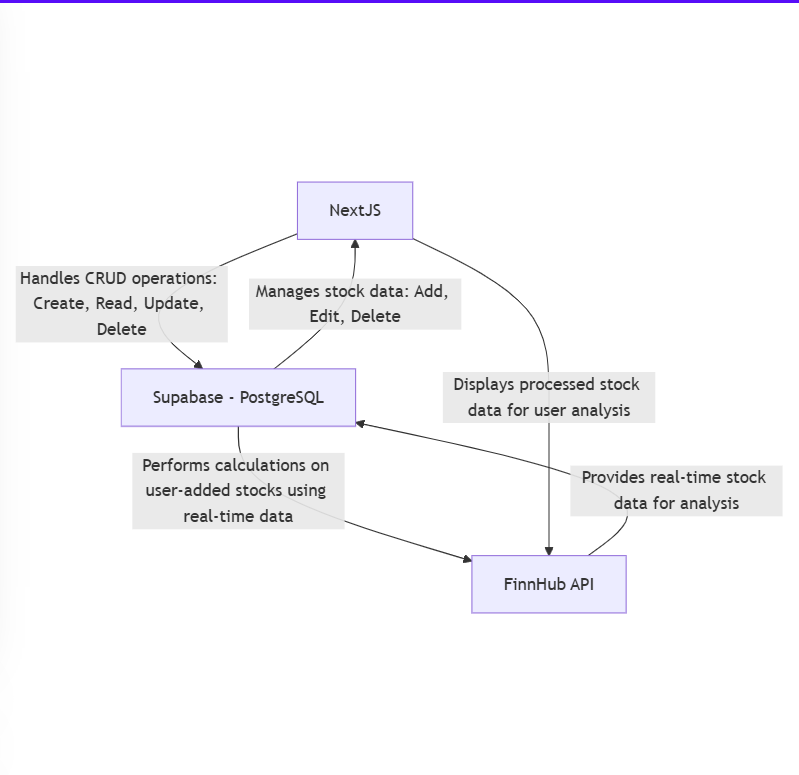 NextJS
Handles CRUD operations:
Create, Read, Update,
Delete
Manages stock data: Add,
Edit, Delete
Supabase - PostgreSQL
Displays processed stock
data for user analysis
Performs calculations on
user-added stocks using
real-time data
Provides real-time stock
data for analysis
FinnHub API